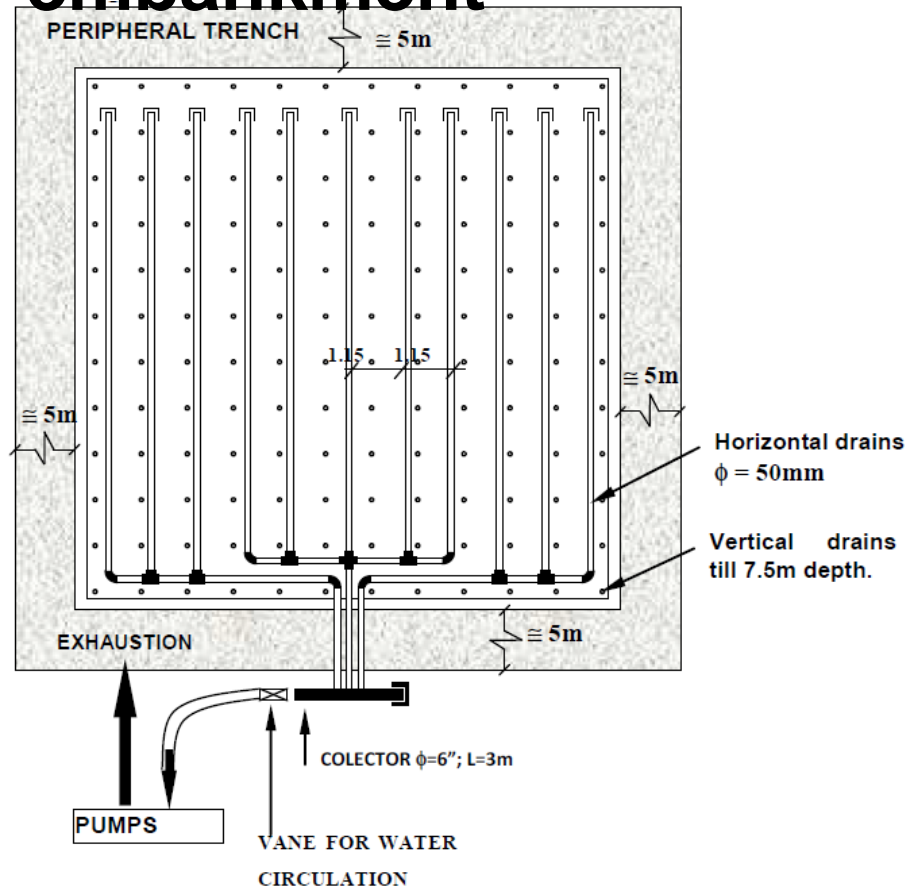 embankment
PERIPHERAL TRENCH
≅ 5m
1.15 1.15
≅ 5m
≅ 5m
Horizontal drains
ϕ = 50mm
Vertical drains
till 7.5m depth.
≅ 5m
EXHAUSTION
COLECTOR ϕ=6”; L=3m
PUMPS
VANE FOR WATER
CIRCULATION